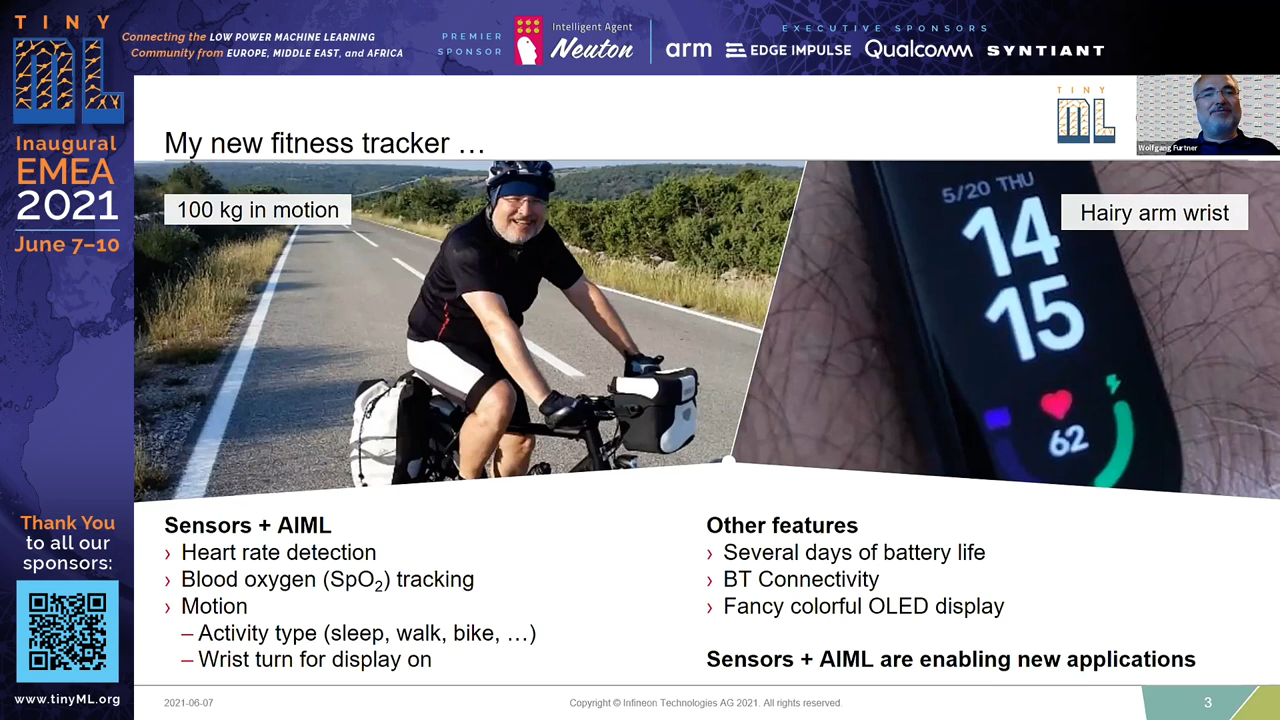 TINY
ML
Connecting the LOW POWER MACHINE LEARNING
Community from EUROPE, MIDDLE EAST, and AFRICA
PREMIER
SPONSOR
Intelligent Agent
Neuton
EXECUTIVE SPONSORS
arm
EDGE IMPULSE
Qualcomm
SYNTIANT
Inaugural
EMEA
2021
June 7–10
Thank You
to all our
sponsors:
www.tinyML.org
My new fitness tracker …
TINY
ML
Wolfgang Furtner
100 kg in motion
5/20 THU
14
15
62
Hairy arm wrist
Sensors + AIML
› Heart rate detection
› Blood oxygen (SpO₂) tracking
› Motion
– Activity type (sleep, walk, bike, …)
– Wrist turn for display on
Other features
› Several days of battery life
› BT Connectivity
› Fancy colorful OLED display
Sensors + AIML are enabling new applications
2021-06-07
Copyright © Infineon Technologies AG 2021. All rights reserved.
3